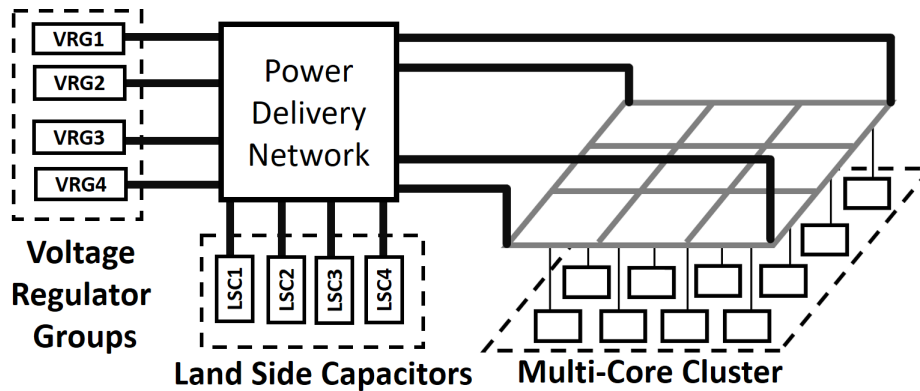 VRG1
VRG2
VRG3
VRG4
Voltage
Regulator
Groups
Power
Delivery
Network
LSC1
LSC2
LSC3
LSC4
Land Side Capacitors
Multi-Core Cluster